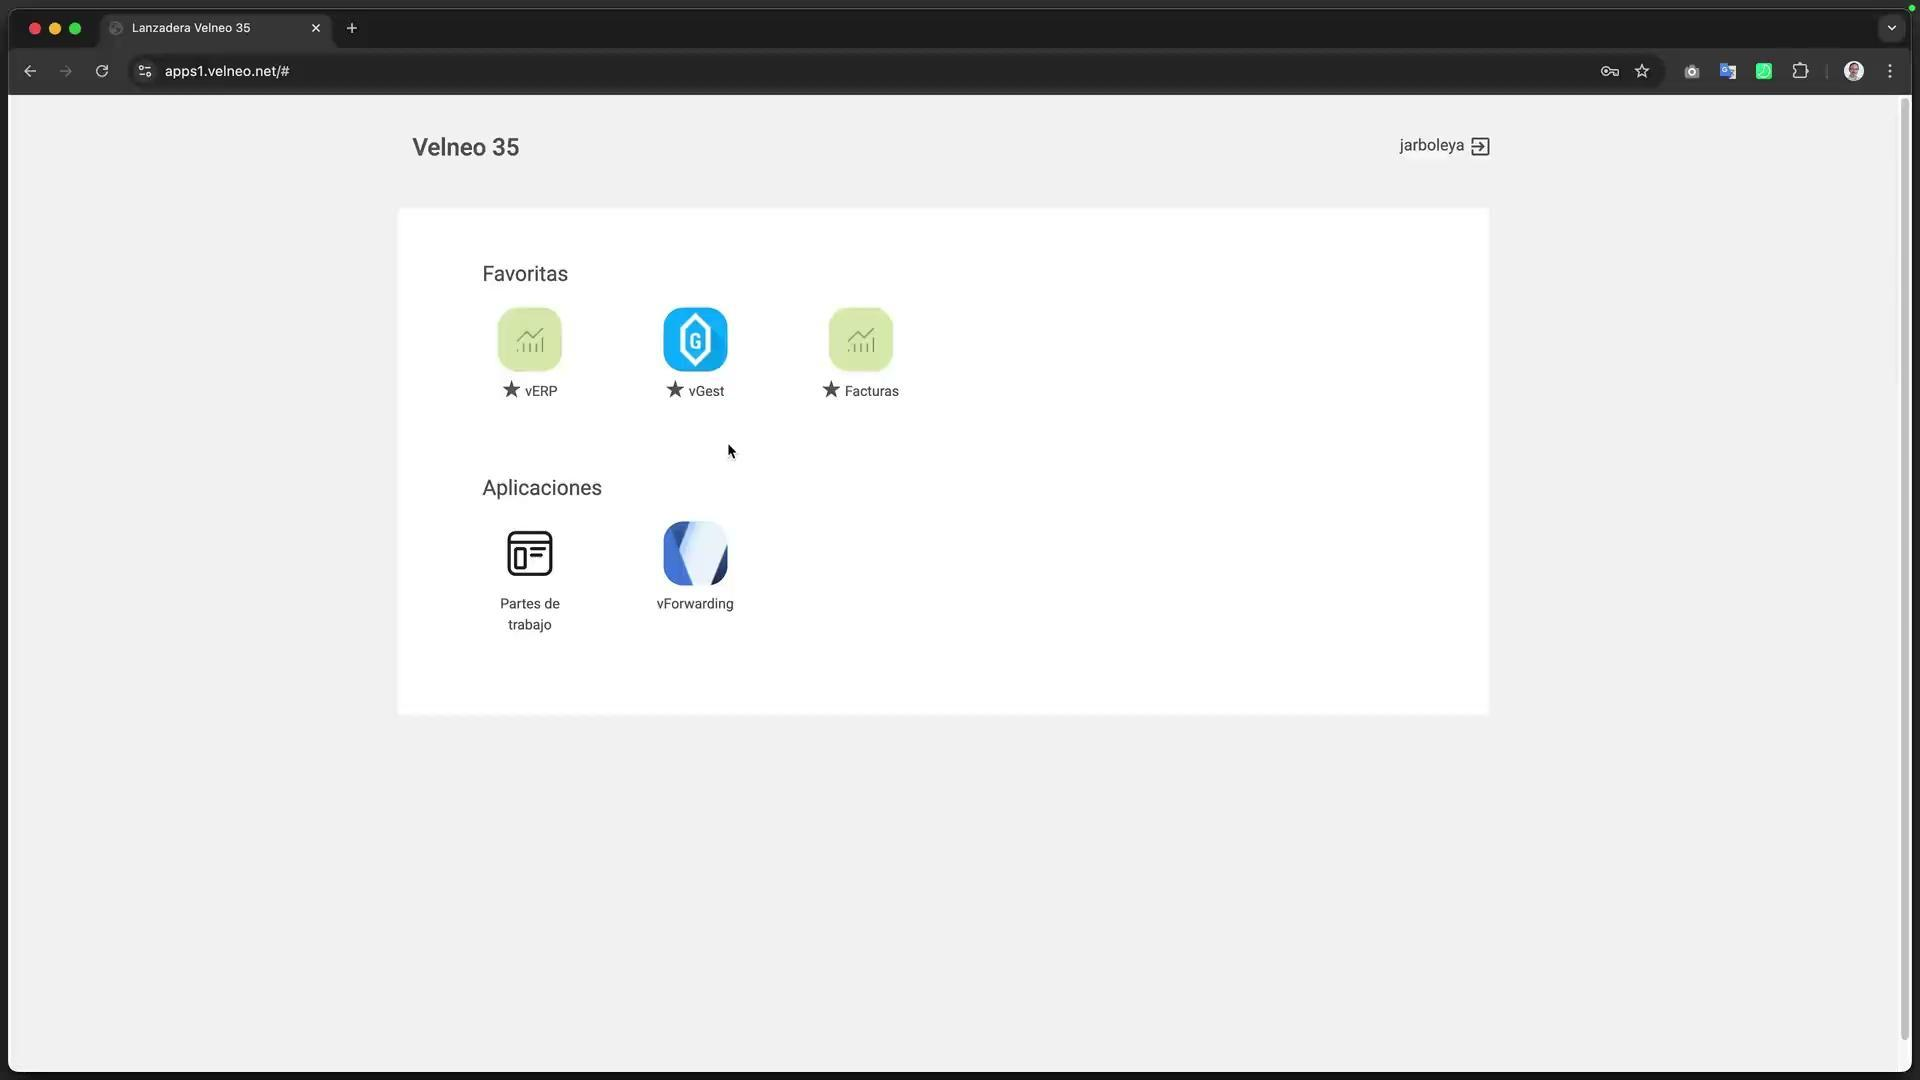 Lanzadera Velneo 35
apps1.velneo.net/#
Velneo 35
jarboleya
Favoritas
vERP
G
vGest
Facturas
Aplicaciones
Partes de
trabajo
vForwarding